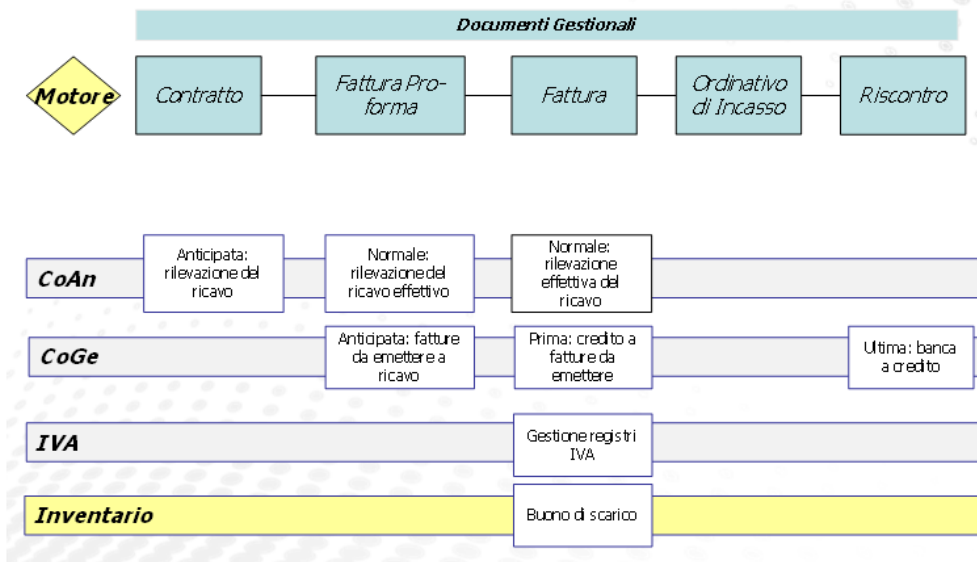 Documenti Gestionali
Motore
Contratto
Fattura Pro-
forma
Fattura
Ordinativo
di Incasso
Riscontro
CoAn
Anticipata:
rilevazione del
ricavo
Normale:
rilevazione del
ricavo effettivo
Normale:
rilevazione
effettiva del
ricavo
CoGe
Anticipata: fatture
da emettere a
ricavo
Prima: credito a
fatture da
emettere
Ultima: banca
a credito
IVA
Gestione registri
IVA
Inventario
Buono di scarico